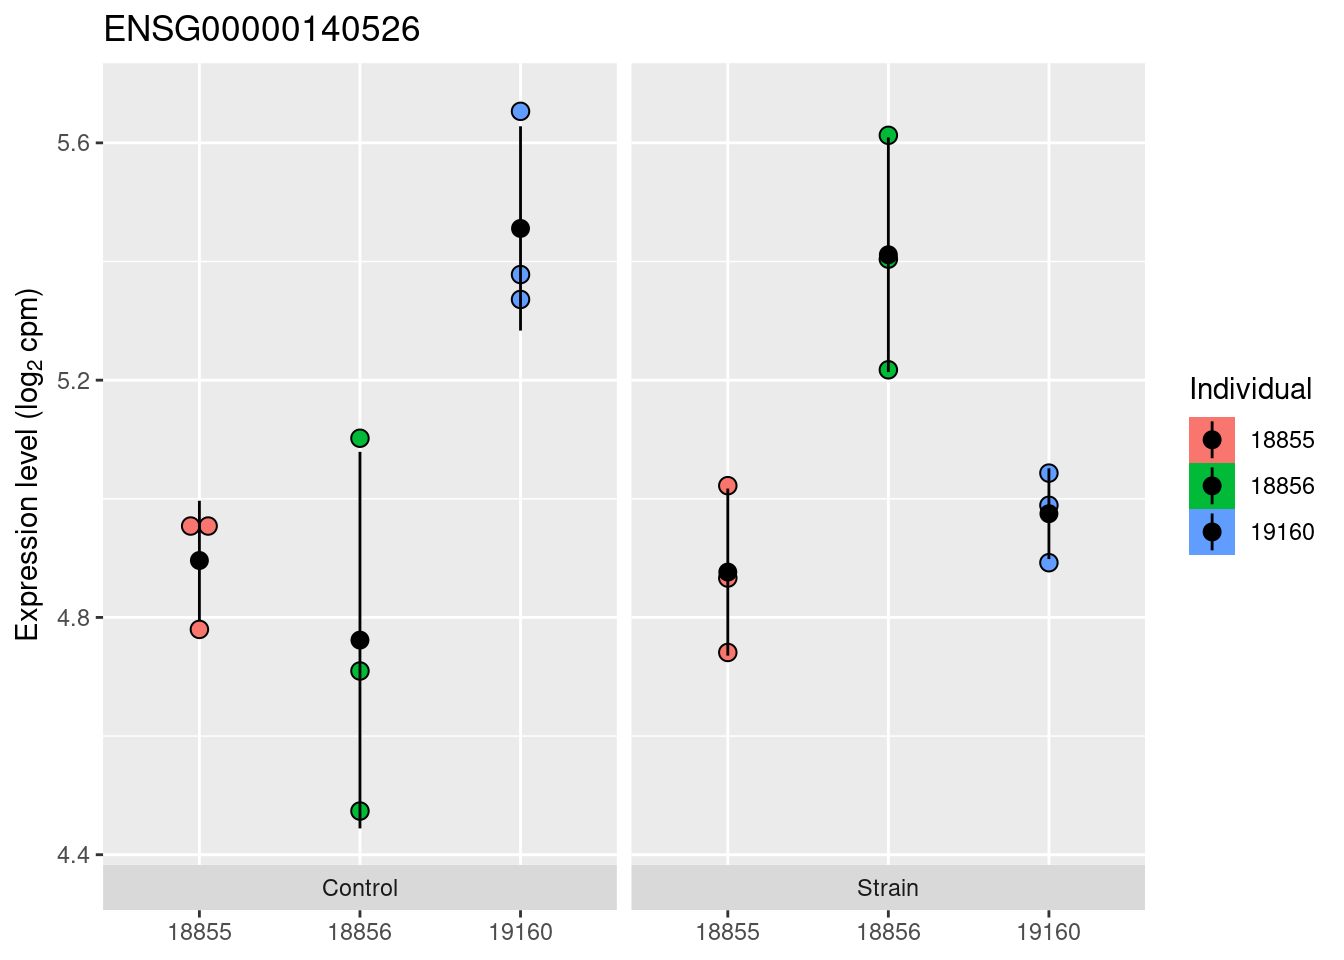 ENSG00000140526
Expression level (log2 cpm)
5.6
5.2
4.8
4.4
Control
Strain
18855
18856
19160
18855
18856
19160
Individual
18855
18856
19160